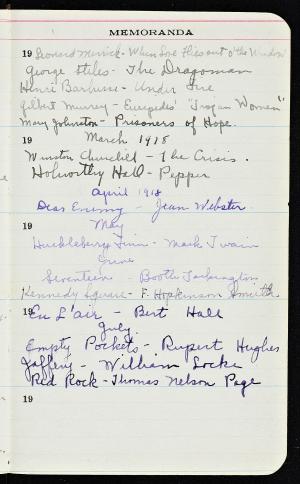 MEMORANDA
19 Leonard Merrick - When Love Flies out o' the Window
George Stiles - The Dragoman
Henri Barbusse - Under Fire
Gilbert Murray - Euripedes' "Trojan Women"
Mary Johnston - Prisoners of Hope.
19 March 1918
Winston Churchill - The Crisis.
Holworthy Hall - Pepper
April 1918
Dear Enemy - Jean Webster
19 May
Huckleberry Finn - Mark Twain
June
Seventeen - Booth Tarkington
Kennedy Square - F. Hopkinson Smith
19 En L'air - Bert Hall
July
Empty Pockets - Rupert Hughes
Jaffery - William Locke
Red Rock - Thomas Nelson Page
19